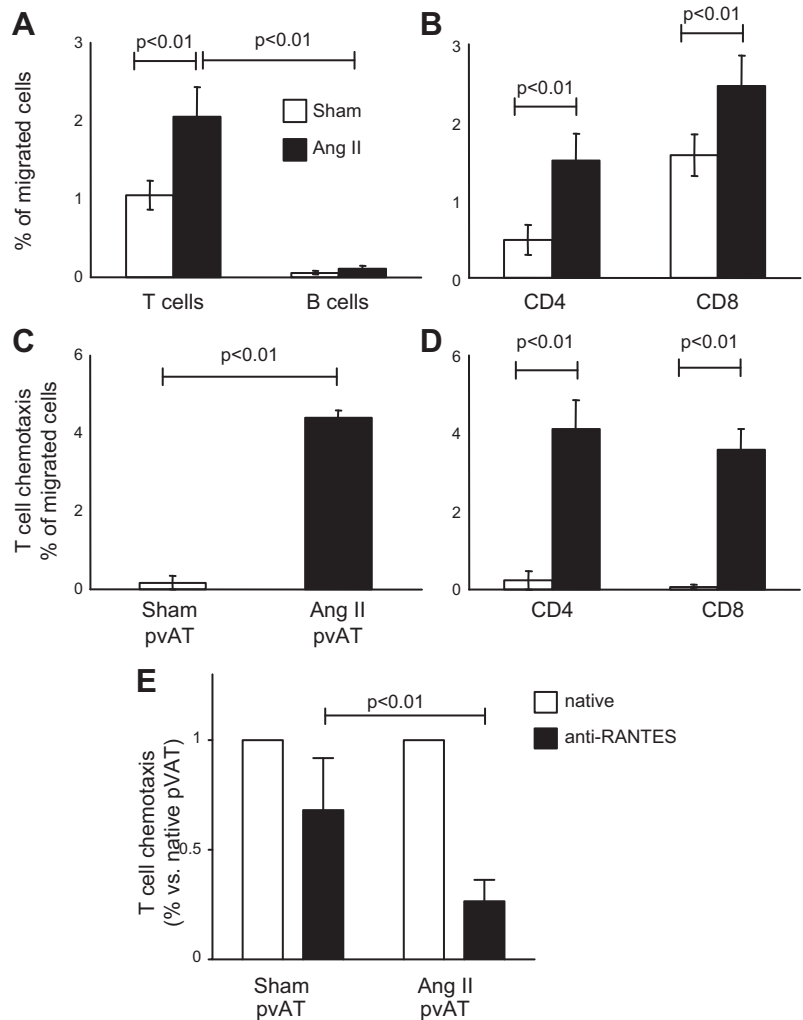 A
p<0.01
p<0.01
3
2
1
0
% of migrated cells
Sham
Ang II
T cells
B cells
B
p<0.01
p<0.01
3
2
1
0
CD4
CD8
C
p<0.01
6
4
2
0
T cell chemotaxis
% of migrated cells
Sham
pvAT
Ang II
pvAT
D
p<0.01
p<0.01
6
4
2
0
CD4
CD8
E
p<0.01
native
anti-RANTES
1
0.5
0
T cell chemotaxis
(% vs. native pVAT)
Sham
pvAT
Ang II
pvAT